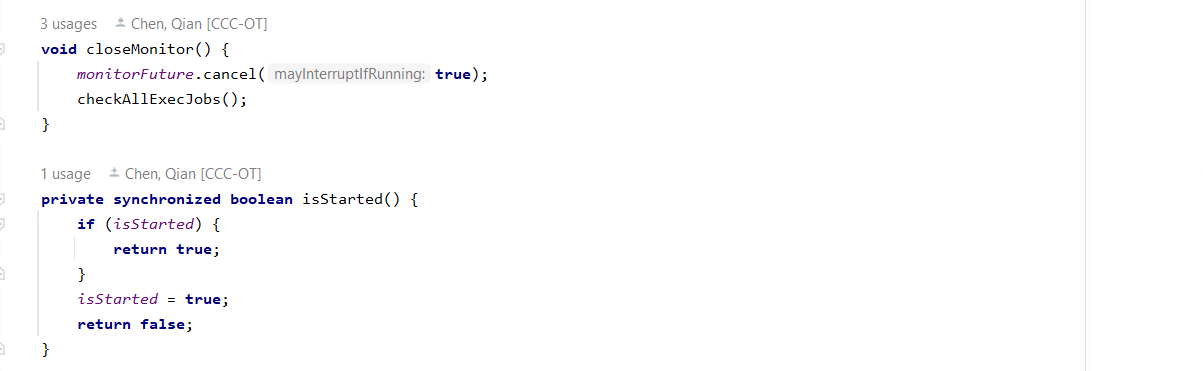 3 usages Chen, Qian [CCC-OT]
void closeMonitor() {
monitorFuture.cancel( mayInterruptIfRunning: true);
checkAllExecJobs();
}
1 usage Chen, Qian [CCC-OT]
private synchronized boolean isStarted() {
if (isStarted) {
return true;
}
isStarted = true;
return false;
}